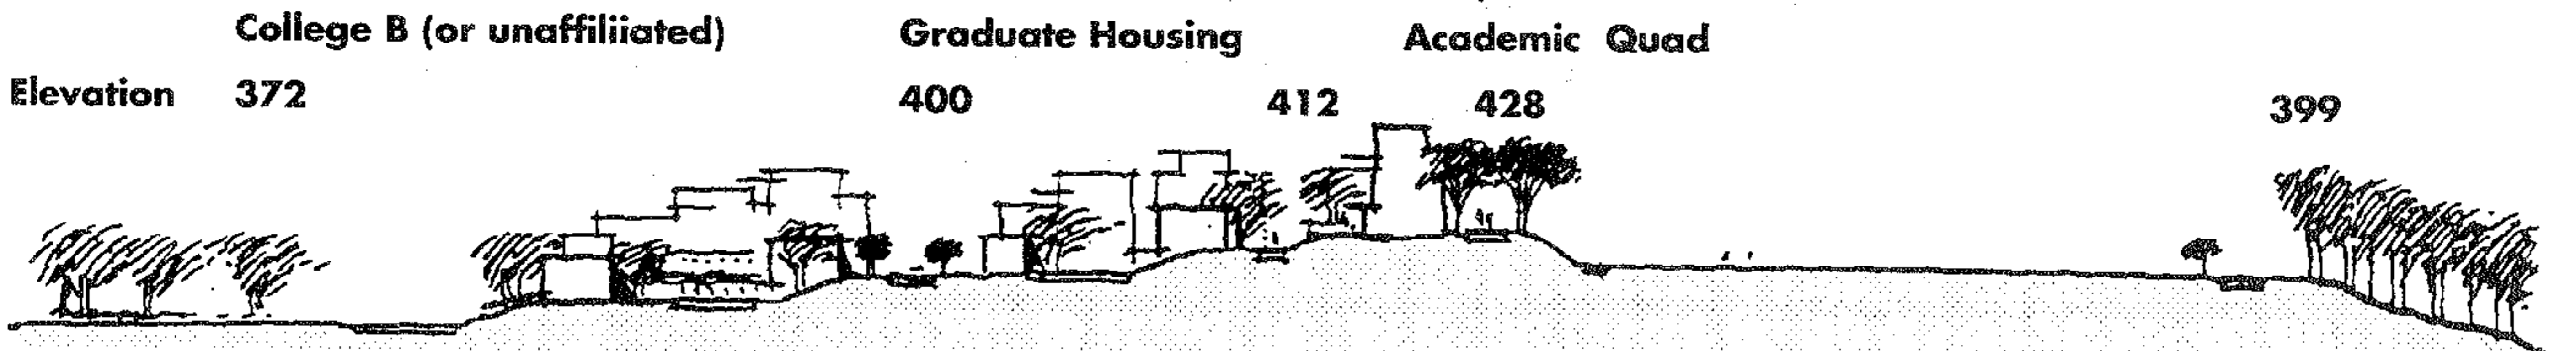 College B (or unaffiliiated) Graduate Housing Academic Quad
Elevation 372 400 412 428 399